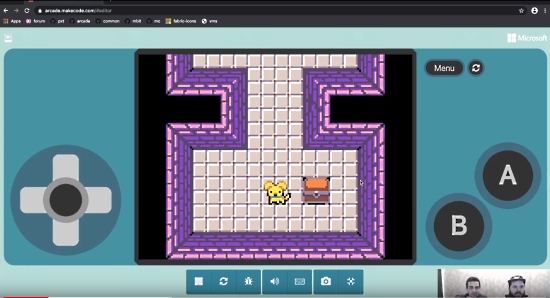 arcade.makecode.com/#editor
Apps
forum
pxt
arcade
common
mbit
mc
fabric-icons
vms
Microsoft
Menu
A
B